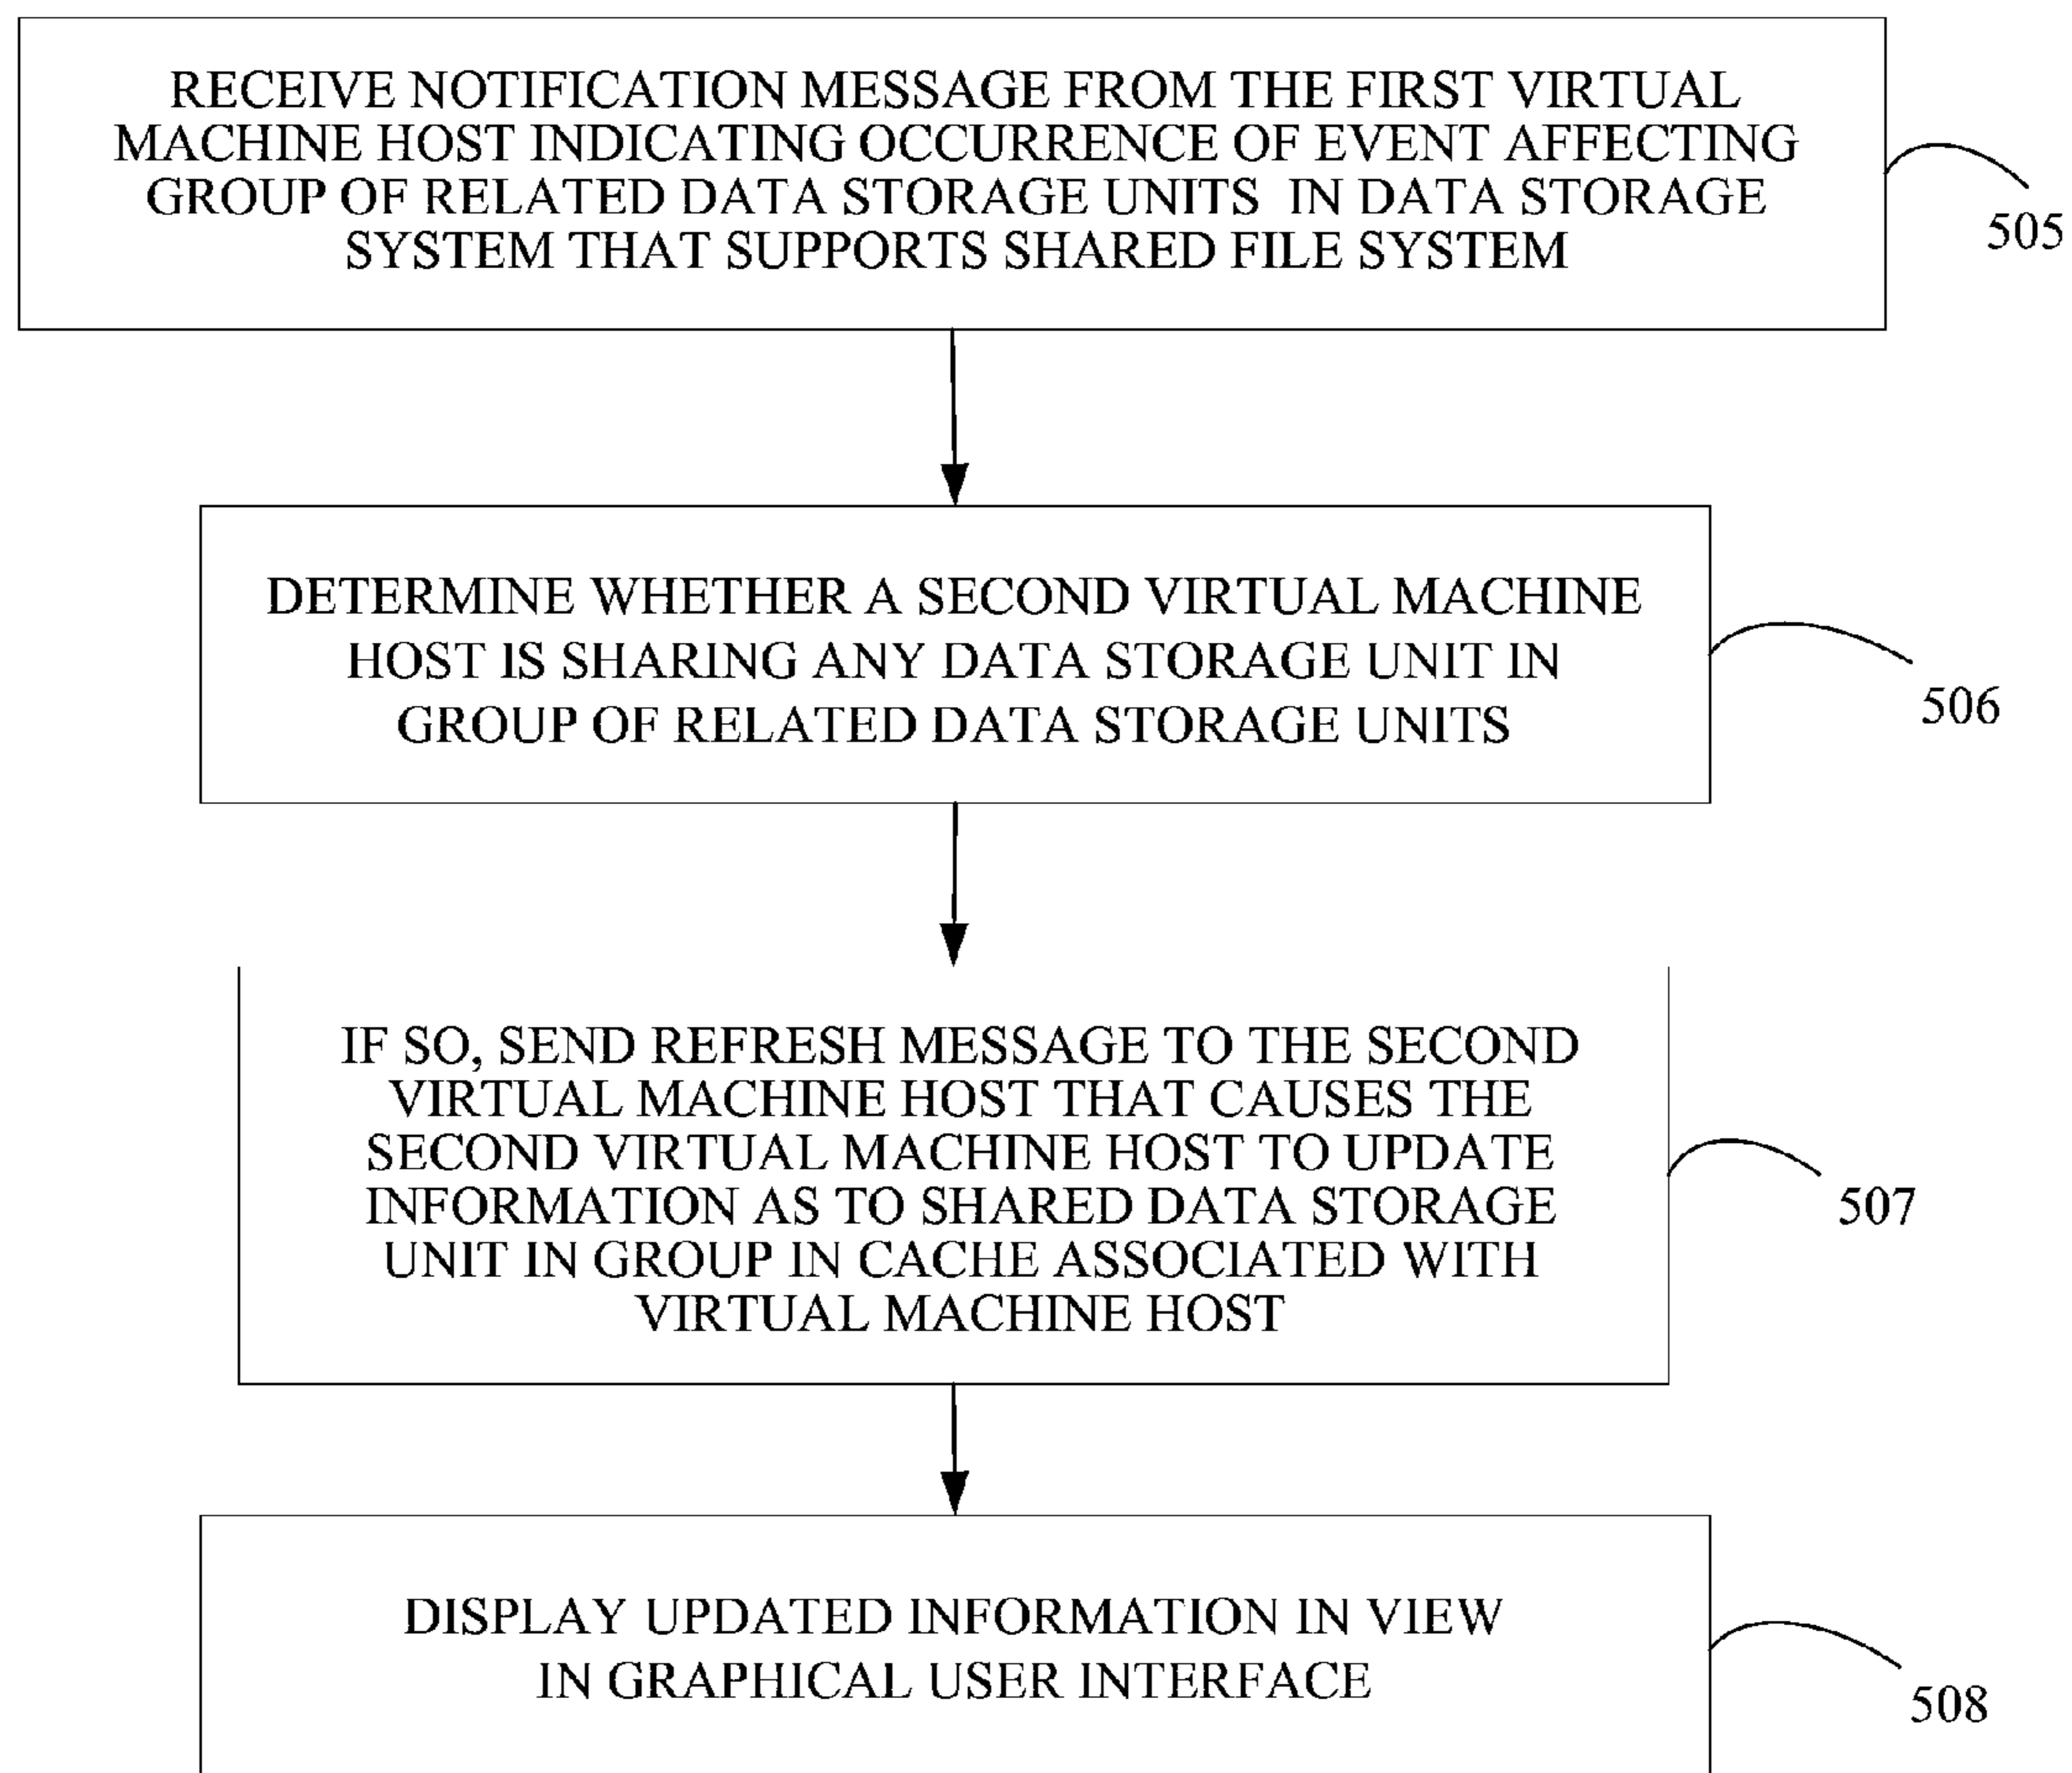 RECEIVE NOTIFICATION MESSAGE FROM THE FIRST VIRTUAL
MACHINE HOST INDICATING OCCURRENCE OF EVENT AFFECTING
GROUP OF RELATED DATA STORAGE UNITS IN DATA STORAGE
SYSTEM THAT SUPPORTS SHARED FILE SYSTEM
505
DETERMINE WHETHER A SECOND VIRTUAL MACHINE
HOST IS SHARING ANY DATA STORAGE UNIT IN
GROUP OF RELATED DATA STORAGE UNITS
506
IF SO, SEND REFRESH MESSAGE TO THE SECOND
VIRTUAL MACHINE HOST THAT CAUSES THE
SECOND VIRTUAL MACHINE HOST TO UPDATE
INFORMATION AS TO SHARED DATA STORAGE
UNIT IN GROUP IN CACHE ASSOCIATED WITH
VIRTUAL MACHINE HOST
507
DISPLAY UPDATED INFORMATION IN VIEW
IN GRAPHICAL USER INTERFACE
508